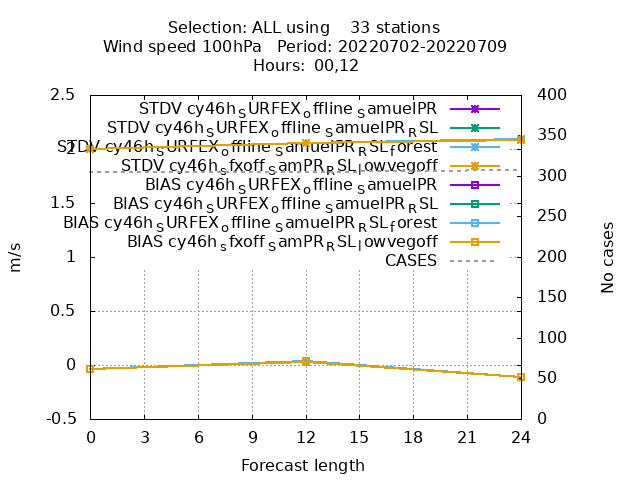 Selection: ALL using 33 stations
Wind speed 100hPa Period: 20220702-20220709
Hours: 00,12
STDV cy46h_SURFEX_offline_SamuelPR
STDV cy46h_SURFEX_offline_SamuelPR_RSL
STDV cy46h_SURFEX_offline_SamuelPR_RSL_forest
STDV cy46h_sfxoff_SamPR_RSL_lowvegoff
BIAS cy46h_SURFEX_offline_SamuelPR
BIAS cy46h_SURFEX_offline_SamuelPR_RSL
BIAS cy46h_SURFEX_offline_SamuelPR_RSL_forest
BIAS cy46h_sfxoff_SamPR_RSL_lowvegoff
CASES
2.5
2
1.5
1
0.5
0
-0.5
m/s
400
350
300
250
200
150
100
50
0
No cases
0 3 6 9 12 15 18 21 24
Forecast length